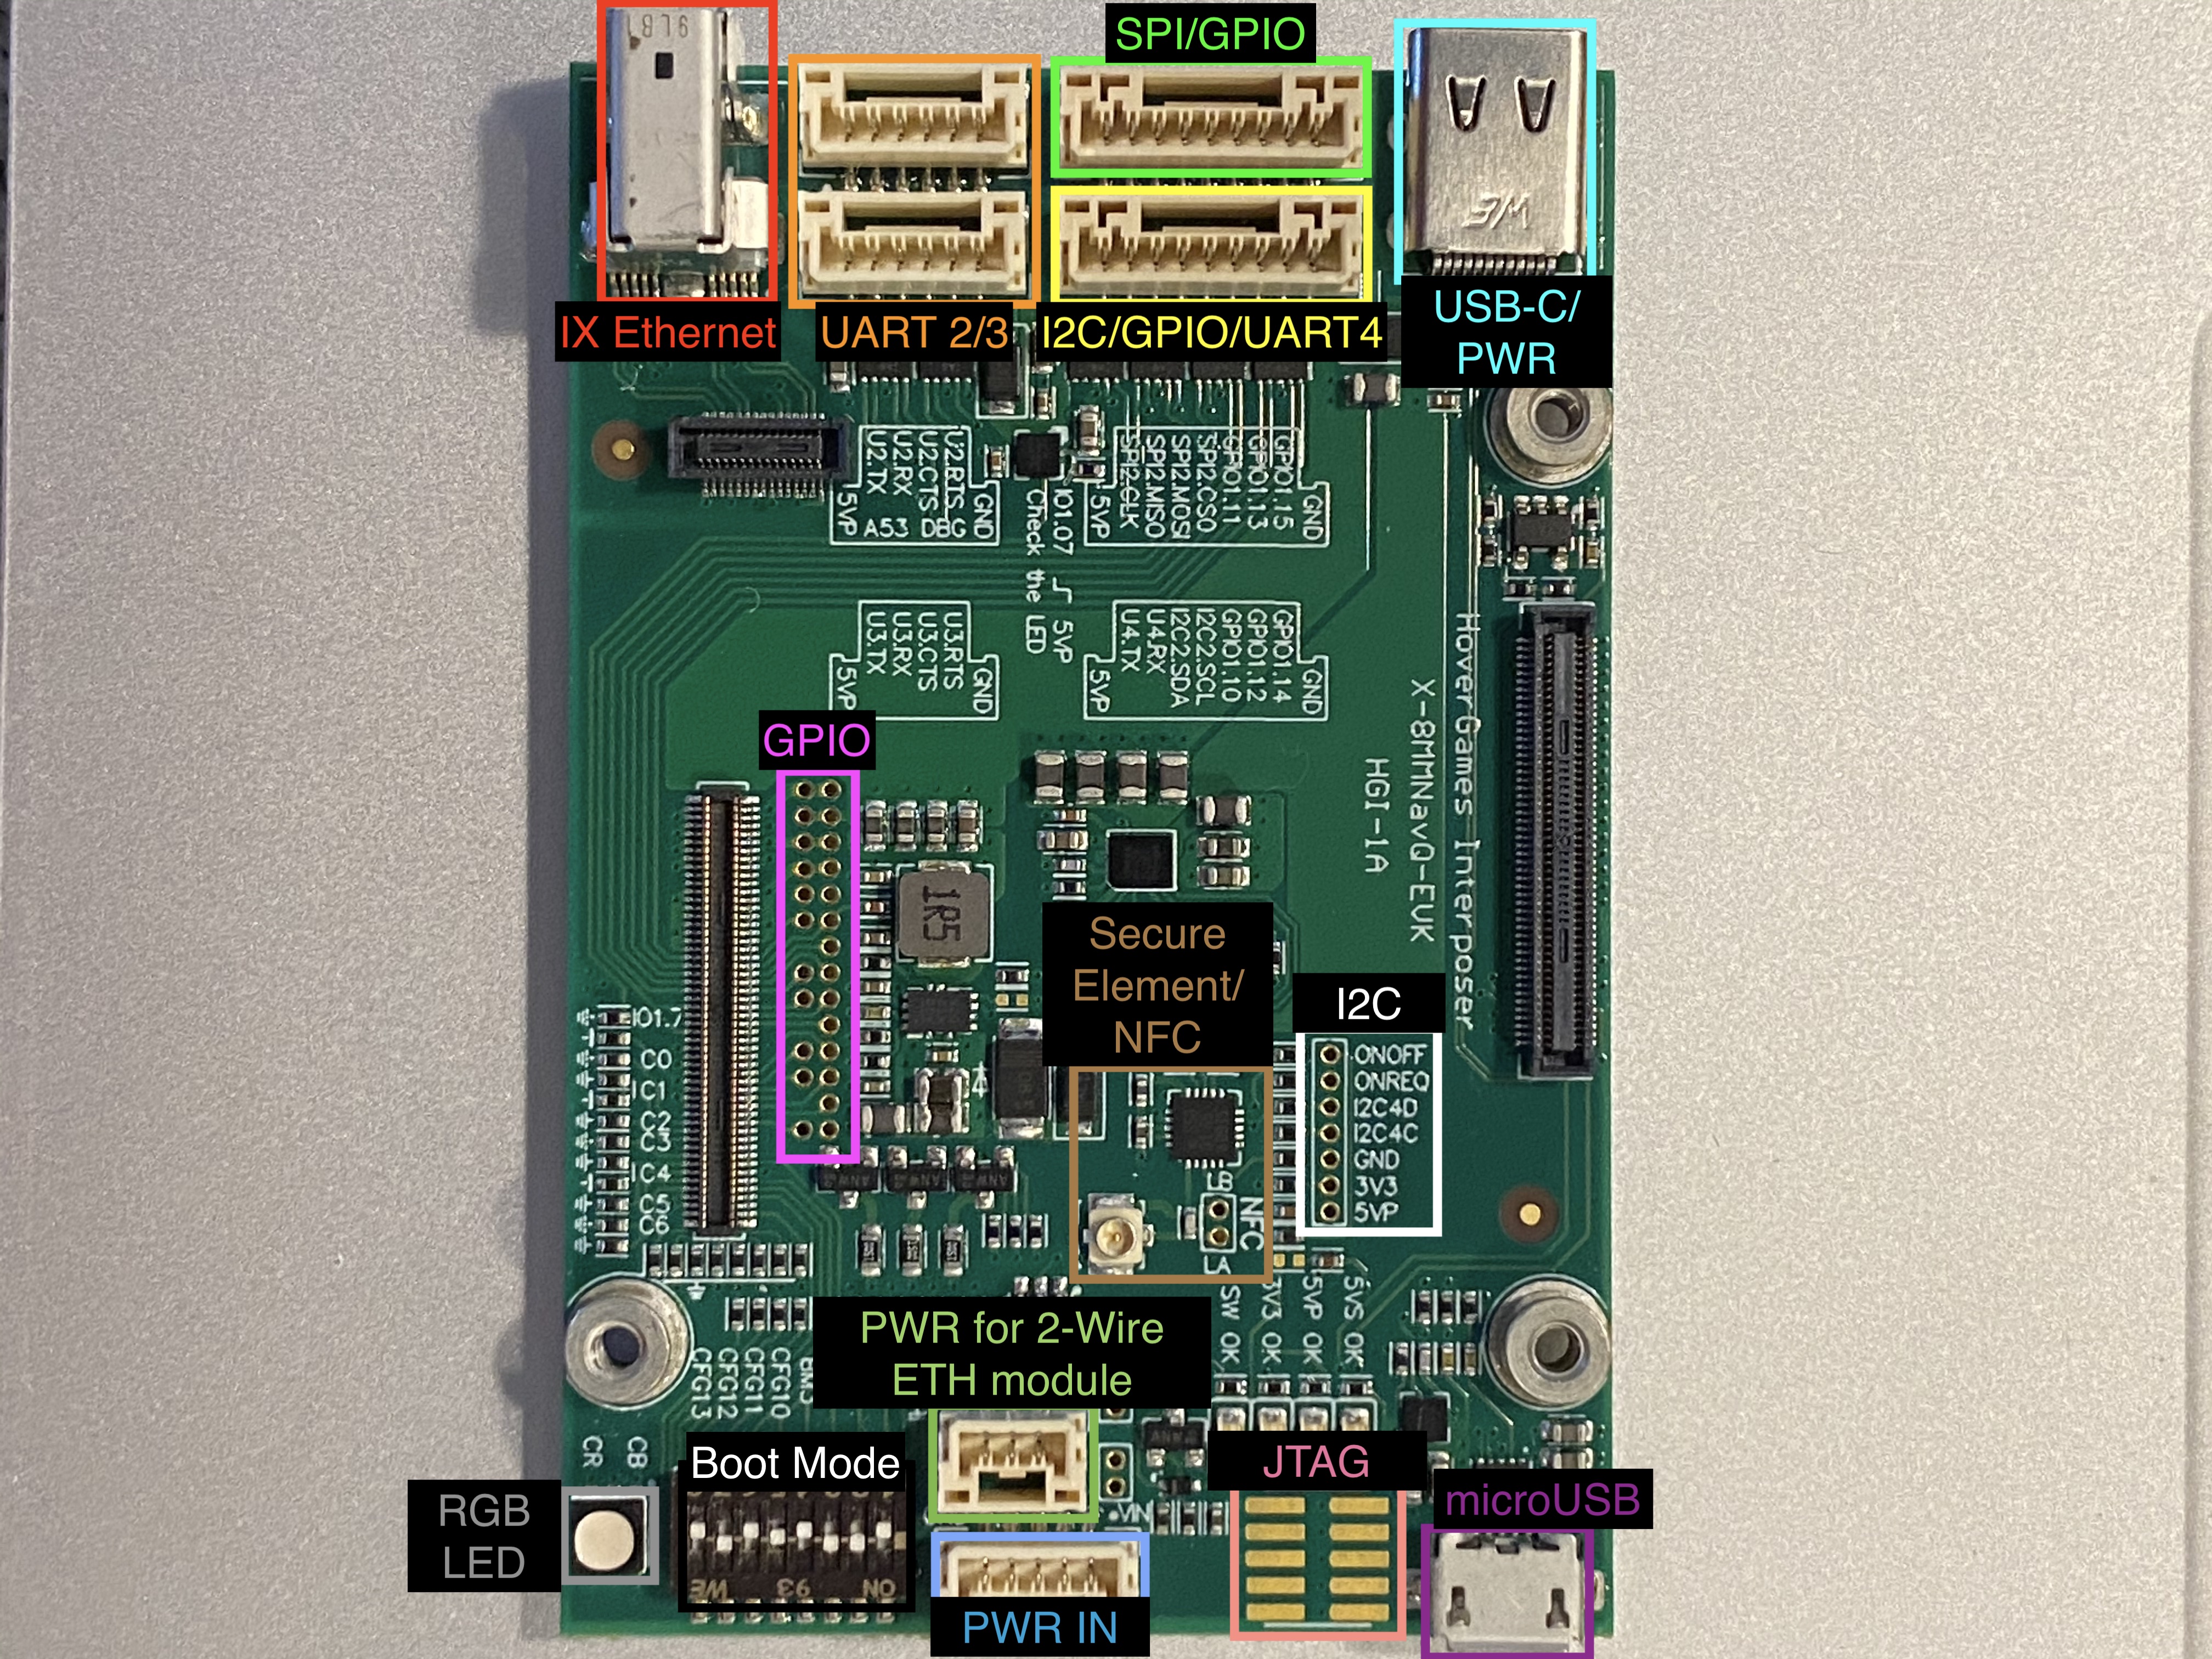 9LB1
SPI/GPIO
WE
IX Ethernet
UART 2/3
I2C/GPIO/UART4
USB-C/
PWR
5VP
U2.TX
U2.RX
U2.CTS
U2.RTS
GND
A53 DBG
IO1.07 5VP
Check the LED
5VP
SPI2.CLK
SPI2.MISO
SPI2.MOSI
SPI2.CS0
GPIO1.11
GPIO1.13
GPIO1.15
GND
5VP
U3.TX
U3.RX
U3.CTS
U3.RTS
GND
5VP
U4.TX
U4.RX
I2C2.SDA
I2C2.SCL
GPIO1.10
GPIO1.12
GPIO1.14
GND
HoverGames Interposer
X-8MMNavQ-EVK
HGI-1A
GPIO
1R5
Secure
Element/
NFC
I2C
ONOFF
ONREQ
I2C4D
I2C4C
GND
3V3
5VP
IO1.7
C0
C1
C2
C3
C4
C5
C6
LB
NFC
LA
SW OK
3V3 OK
5VP OK
5VS OK
PWR for 2-Wire
ETH module
CFG13
CFG12
CFG11
CFG10
CR
CB
Boot Mode
JTAG
RGB
LED
microUSB
VIN
WE 93 ON
PWR IN